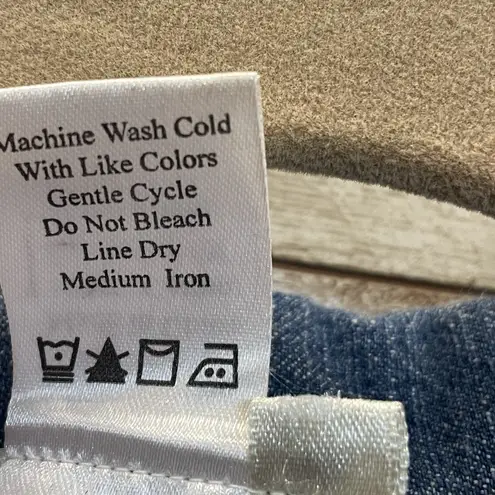 Machine Wash Cold
With Like Colors
Gentle Cycle
Do Not Bleach
Line Dry
Medium Iron